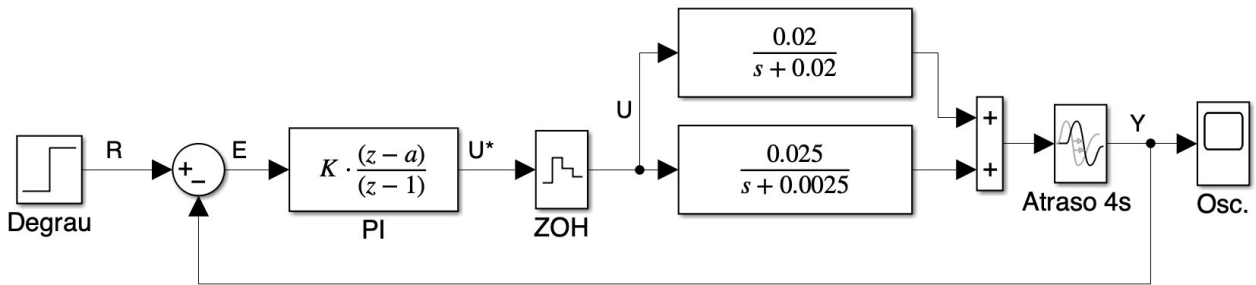 R
E
U*
U
Y
+
−
K · (z − a)
(z − 1)
0.02
s + 0.02
0.025
s + 0.0025
+
+
Degrau
PI
ZOH
Atraso 4s
Osc.